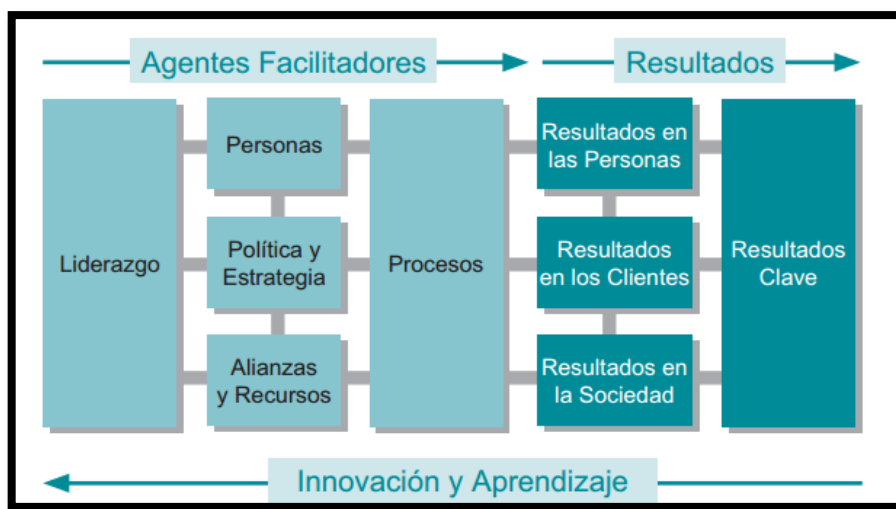 Agentes Facilitadores
Resultados
Liderazgo
Personas
Política y
Estrategia
Alianzas
y Recursos
Procesos
Resultados en
las Personas
Resultados
en los Clientes
Resultados en
la Sociedad
Resultados
Clave
Innovación y Aprendizaje